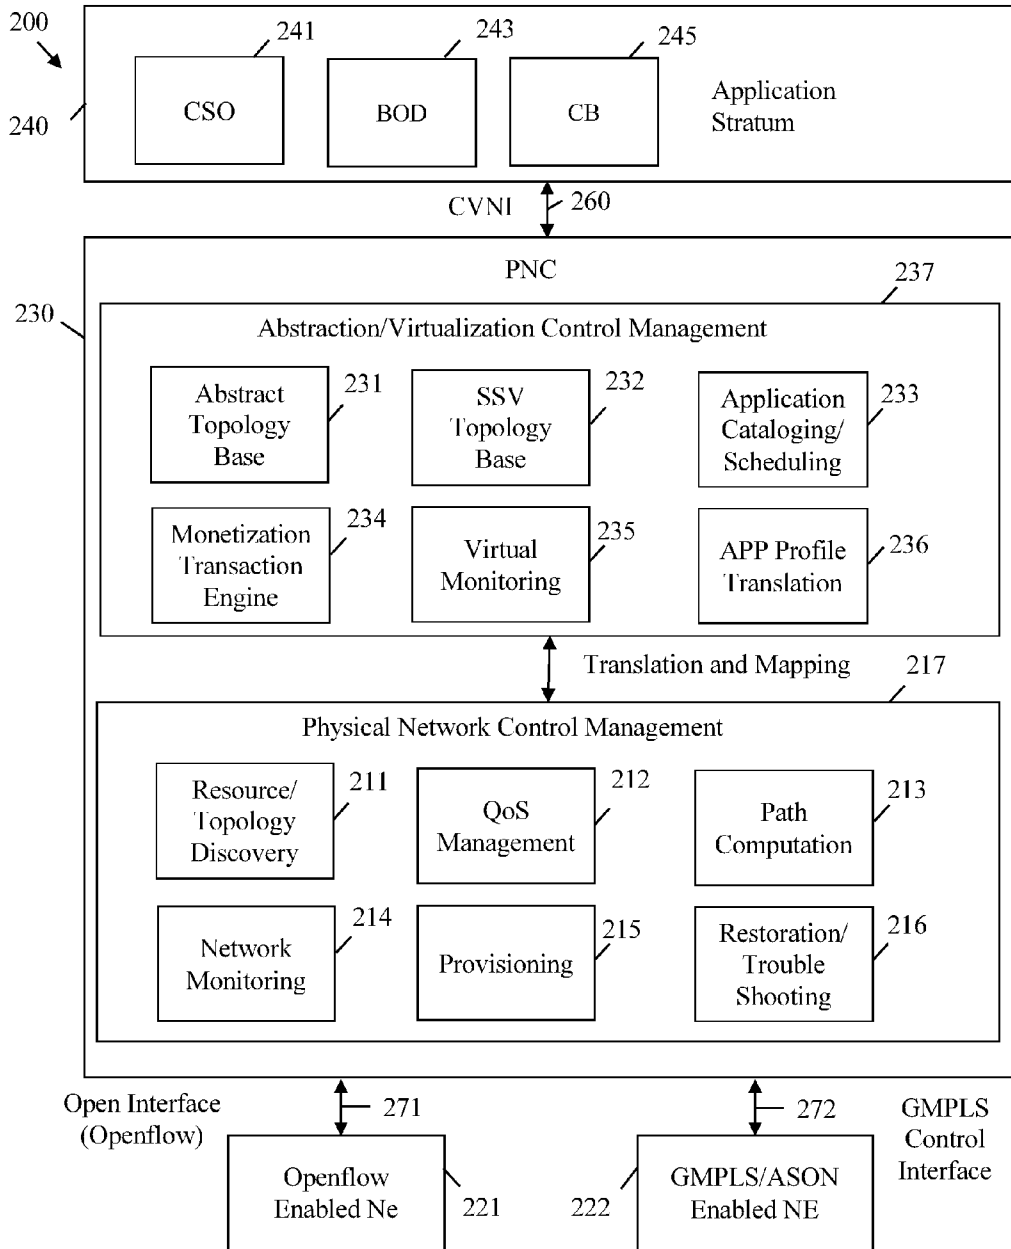 200
241
243
245
CSO
BOD
CB
Application
Stratum
240
CVNI
260
PNC
237
230
Abstraction/Virtualization Control Management
Abstract
Topology
Base
231
SSV
Topology
Base
232
Application
Cataloging/
Scheduling
233
Monetization
Transaction
Engine
234
Virtual
Monitoring
235
APP Profile
Translation
236
Translation and Mapping
217
Physical Network Control Management
Resource/
Topology
Discovery
211
QoS
Management
212
Path
Computation
213
Network
Monitoring
214
Provisioning
215
Restoration/
Trouble
Shooting
216
Open Interface
(Openflow)
271
272
GMPLS
Control
Interface
Openflow
Enabled Ne
221
222
GMPLS/ASON
Enabled NE